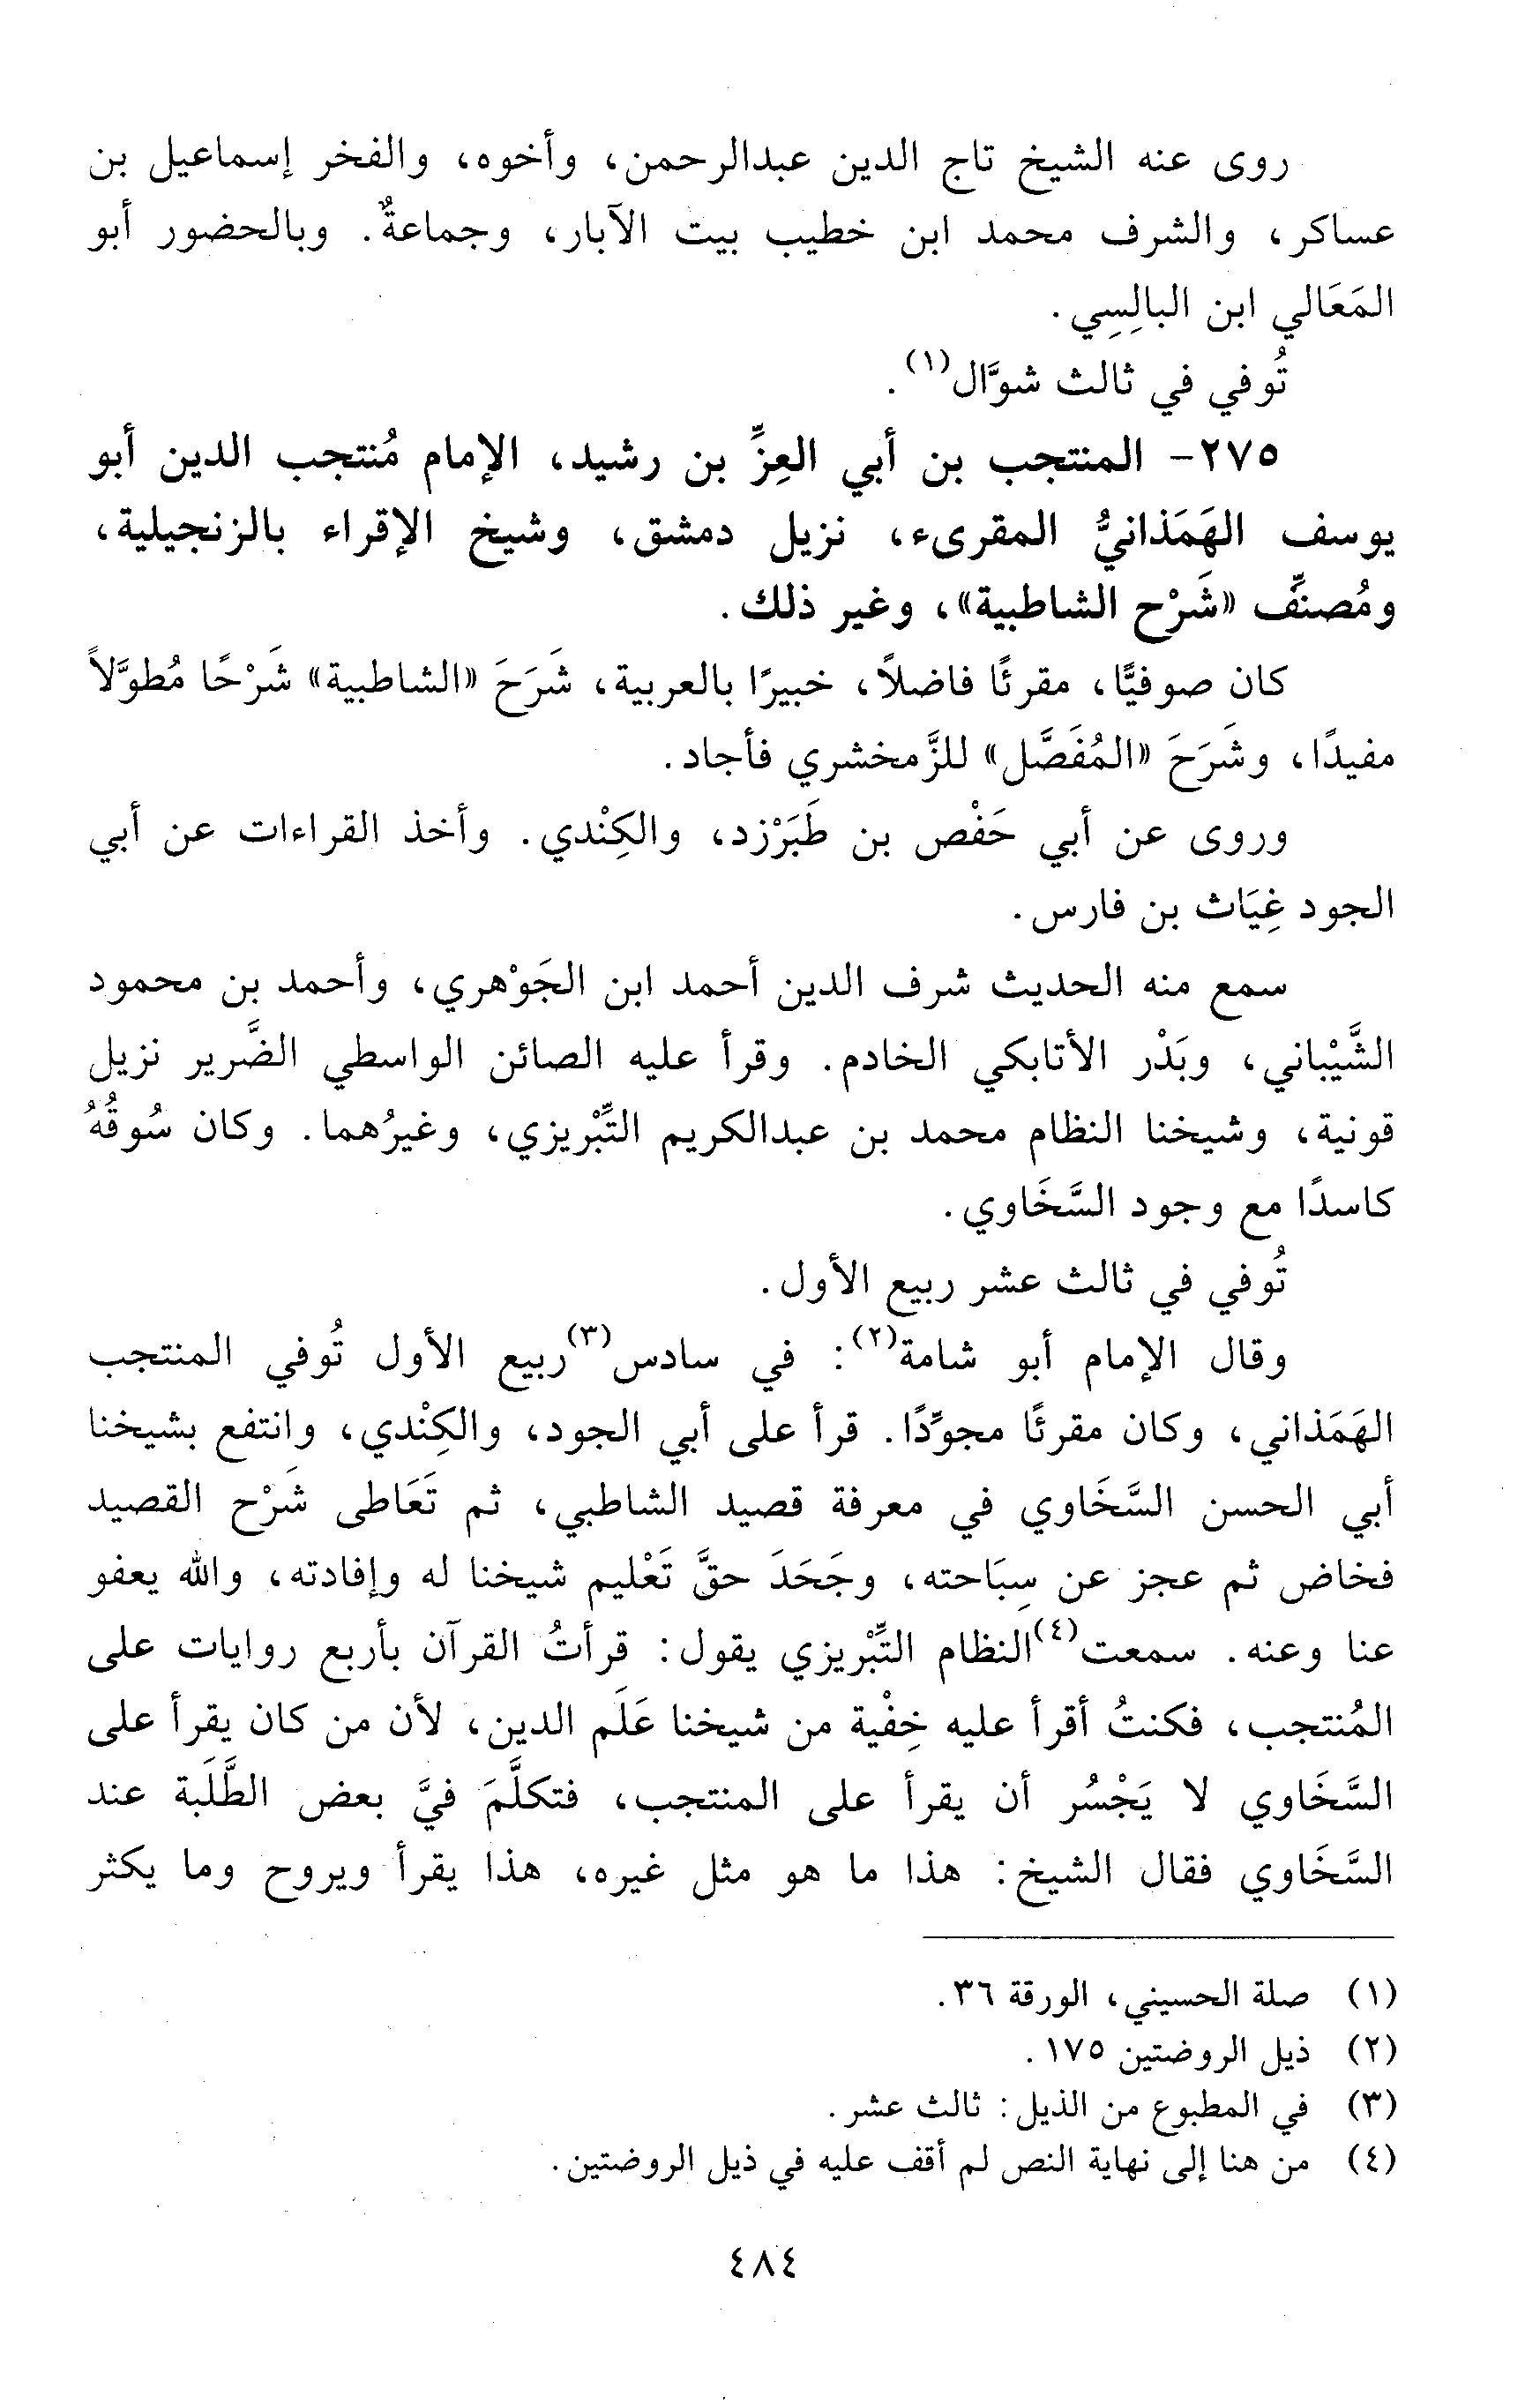 روى عنه الشيخ تاج الدين عبدالرحمن، وأخوه، والفخر إسماعيل بن
عساكر، والشرف محمد ابن خطيب بيت الآبار، وجماعةٌ. وبالحضور أبو
المَعَالي ابن البالِسِي.
تُوفي في ثالث شوَّال(١).
٢٧٥- المنتجب بن أبي العِزِّ بن رشيد، الإمام مُنتجب الدين أبو
يوسف الهَمَذانيُّ المقرىء، نزيل دمشق، وشيخ الإقراء بالزنجيلية،
ومُصنِّف «شَرْح الشاطبية»، وغير ذلك.
كان صوفيًّا، مقرئًا فاضلاً، خبيرًا بالعربية، شَرَحَ «الشاطبية» شَرْحًا مُطوَّلاً
مفيدًا، وشَرَحَ «المُفَصَّل» للزَّمخشري فأجاد.
وروى عن أبي حَفْص بن طَبَرْزد، والكِنْدي. وأخذ القراءات عن أبي
الجود غِيَاث بن فارس.
سمع منه الحديث شرف الدين أحمد ابن الجَوْهري، وأحمد بن محمود
الشَّيْباني، وبَدْر الأتابكي الخادم. وقرأ عليه الصائن الواسطي الضَّرير نزيل
قونية، وشيخنا النظام محمد بن عبدالكريم التِّبْريزي، وغيرُهما. وكان سُوقُهُ
كاسدًا مع وجود السَّخَاوي.
تُوفي في ثالث عشر ربيع الأول.
وقال الإمام أبو شامة(٢): في سادس(٣) ربيع الأول تُوفي المنتجب
الهَمَذاني، وكان مقرئًا مجوِّدًا. قرأ على أبي الجود، والكِنْدي، وانتفع بشيخنا
أبي الحسن السَّخَاوي في معرفة قصيد الشاطبي، ثم تَعَاطى شَرْح القصيد
فخاض ثم عجز عن سِبَاحته، وجَحَدَ حقَّ تَعْليم شيخنا له وإفادته، والله يعفو
عنا وعنه. سمعت(٤) النظام التِّبْريزي يقول: قرأتُ القرآن بأربع روايات على
المُنتجب، فكنتُ أقرأ عليه خِفْية من شيخنا عَلَم الدين، لأن من كان يقرأ على
السَّخَاوي لا يَجْسُر أن يقرأ على المنتجب، فتكلَّمَ فيَّ بعض الطَّلَبة عند
السَّخَاوي فقال الشيخ: هذا ما هو مثل غيره، هذا يقرأ ويروح وما يكثر
(١) صلة الحسيني، الورقة ٣٦.
(٢) ذيل الروضتين ١٧٥.
(٣) في المطبوع من الذيل: ثالث عشر.
(٤) من هنا إلى نهاية النص لم أقف عليه في ذيل الروضتين.
٤٨٤